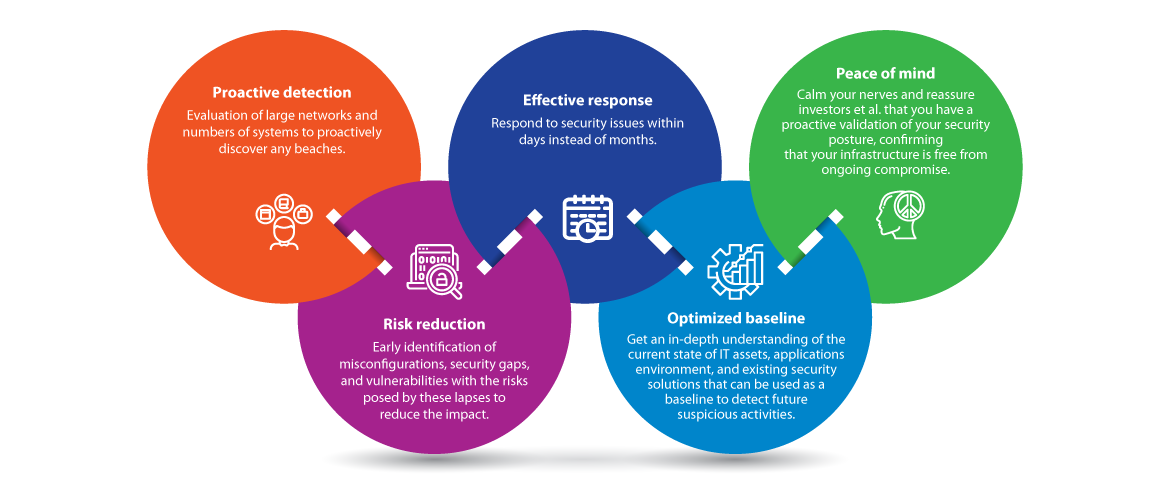 Proactive detection
Evaluation of large networks and
numbers of systems to proactively
discover any beaches.
Risk reduction
Early identification of
misconfigurations, security gaps,
and vulnerabilities with the risks
posed by these lapses to
reduce the impact.
Effective response
Respond to security issues within
days instead of months.
Optimized baseline
Get an in-depth understanding of the
current state of IT assets, applications
environment, and existing security
solutions that can be used as a
baseline to detect future
suspicious activities.
Peace of mind
Calm your nerves and reassure
investors et al. that you have a
proactive validation of your security
posture, confirming
that your infrastructure is free from
ongoing compromise.